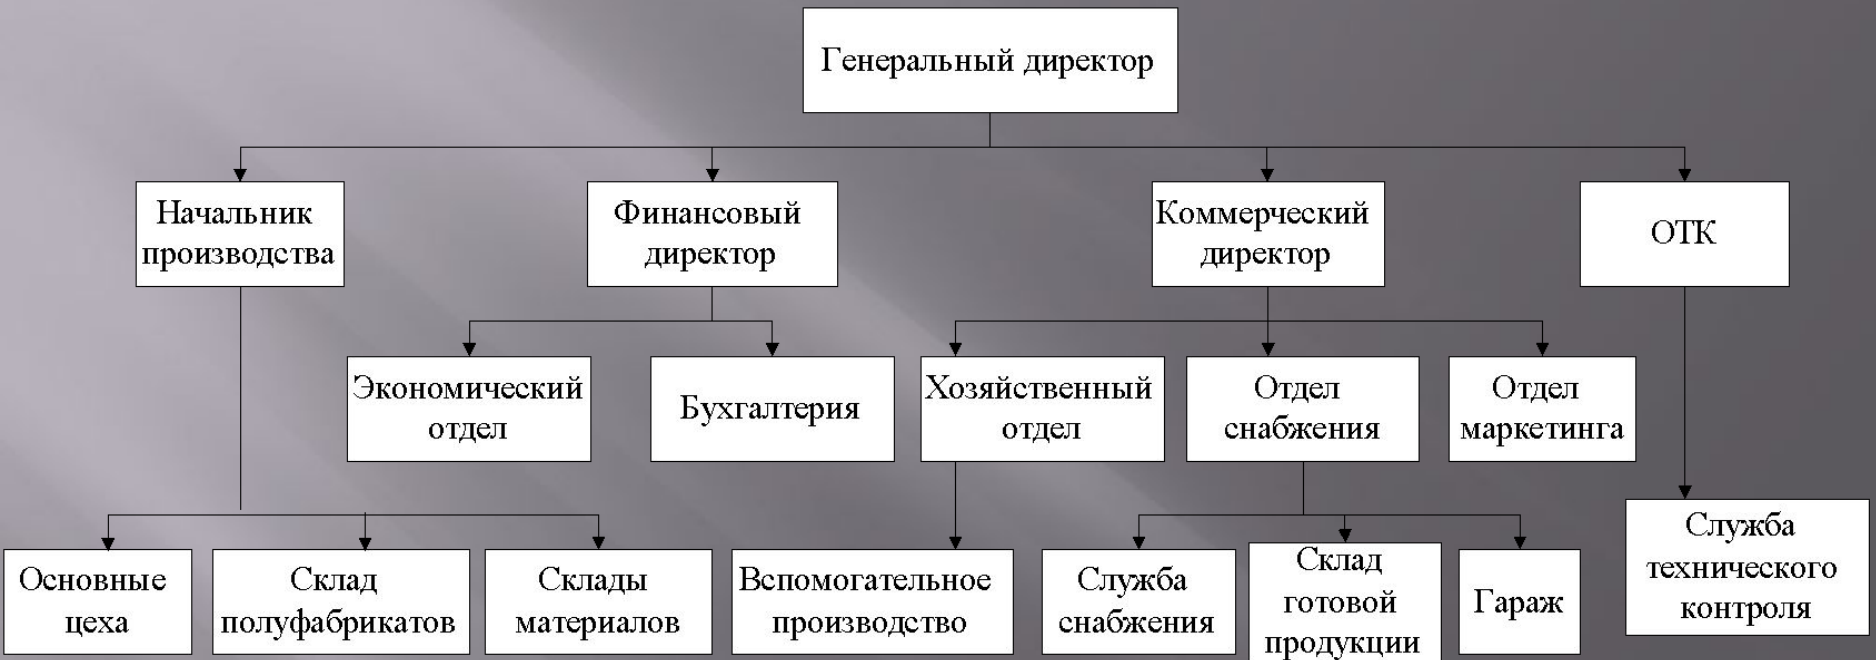 Генеральный директор
Начальник
производства
Финансовый
директор
Коммерческий
директор
ОТК
Экономический
отдел
Бухгалтерия
Хозяйственный
отдел
Отдел
снабжения
Отдел
маркетинга
Основные
цеха
Склад
полуфабрикатов
Склады
материалов
Вспомогательное
производство
Служба
снабжения
Склад
готовой
продукции
Гараж
Служба
технического
контроля